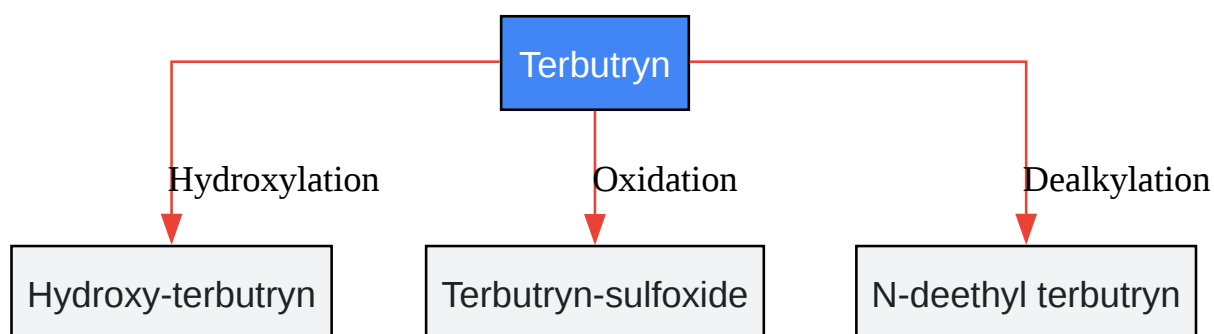 Terbutryn
Hydroxylation
Oxidation
Dealkylation
Hydroxy-terbutryn
Terbutryn-sulfoxide
N-deethyl terbutryn